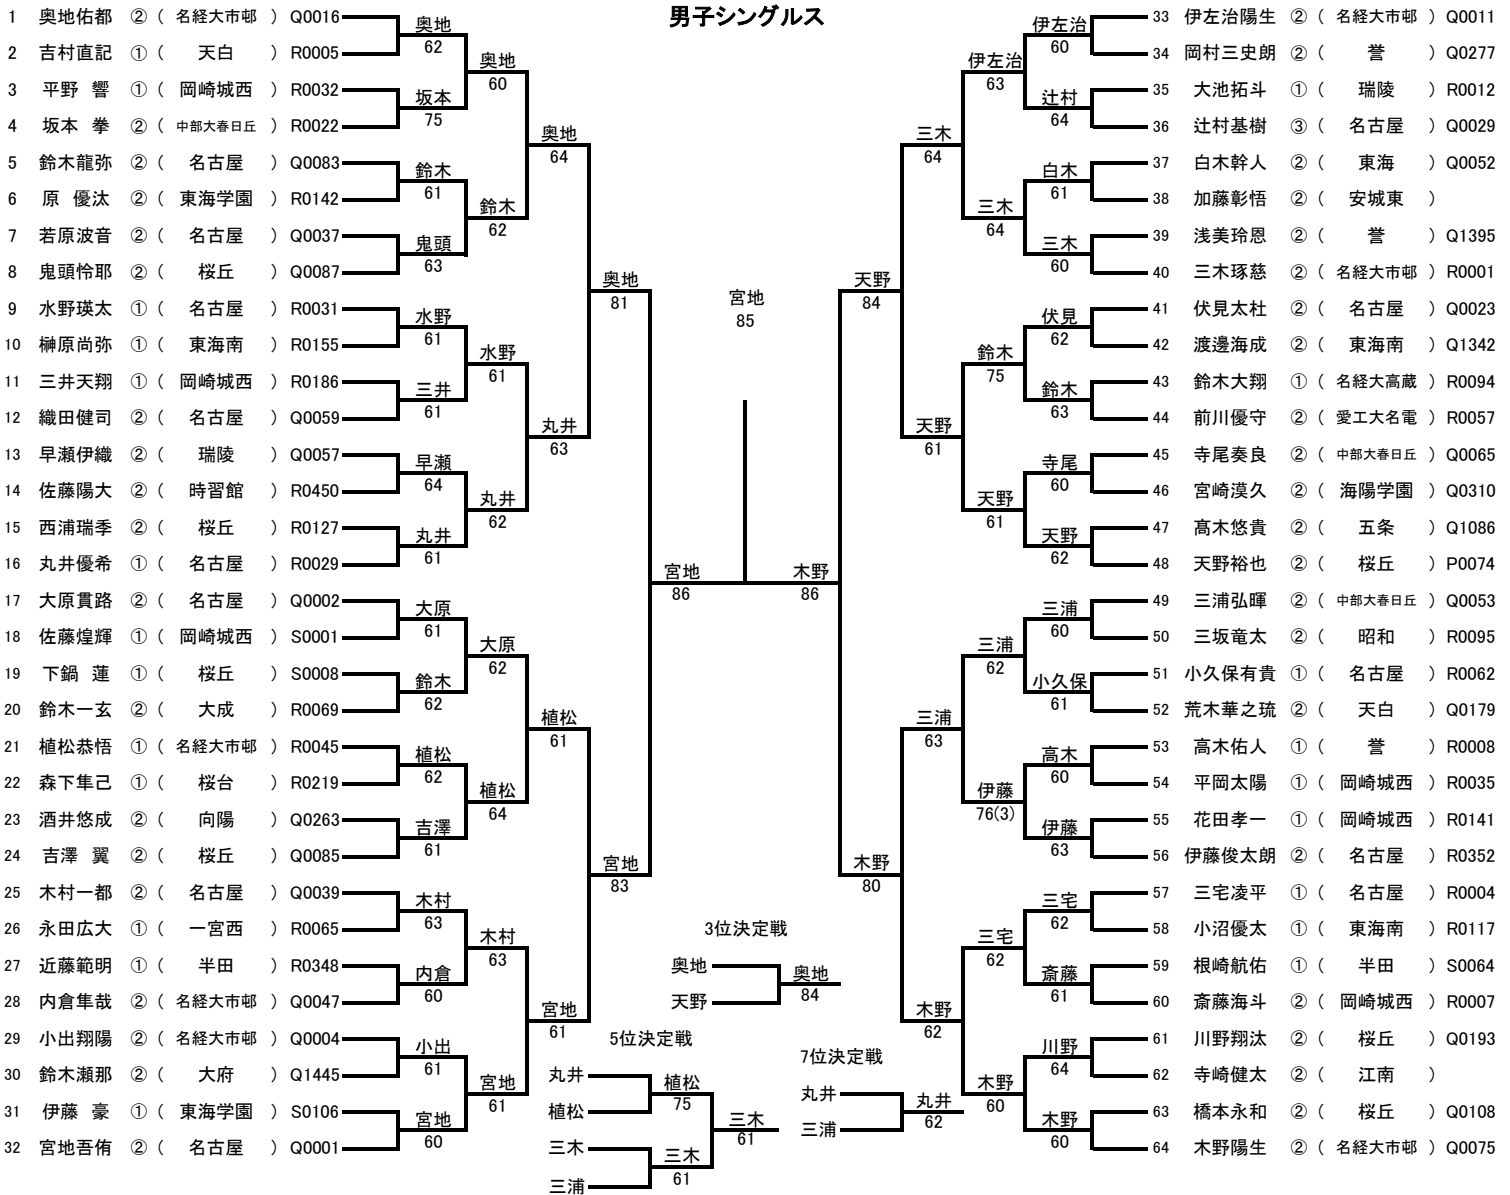 男子シングルス
1 奥地佑都 ② ( 名経大市邨 ) Q0016
2 吉村直記 ① ( 天白 ) R0005
3 平野 響 ① ( 岡崎城西 ) R0032
4 坂本 拳 ② ( 中部大春日丘 ) R0022
5 鈴木龍弥 ② ( 名古屋 ) Q0083
6 原 優汰 ② ( 東海学園 ) R0142
7 若原波音 ② ( 名古屋 ) Q0037
8 鬼頭怜耶 ② ( 桜丘 ) Q0087
9 水野瑛太 ① ( 名古屋 ) R0031
10 榊原尚弥 ① ( 東海南 ) R0155
11 三井天翔 ① ( 岡崎城西 ) R0186
12 織田健司 ② ( 名古屋 ) Q0059
13 早瀬伊織 ② ( 瑞陵 ) Q0057
14 佐藤陽大 ② ( 時習館 ) R0450
15 西浦瑞季 ② ( 桜丘 ) R0127
16 丸井優希 ① ( 名古屋 ) R0029
17 大原貫路 ② ( 名古屋 ) Q0002
18 佐藤煌輝 ① ( 岡崎城西 ) S0001
19 下鍋 蓮 ① ( 桜丘 ) S0008
20 鈴木一玄 ② ( 大成 ) R0069
21 植松恭悟 ① ( 名経大市邨 ) R0045
22 森下隼己 ① ( 桜台 ) R0219
23 酒井悠成 ② ( 向陽 ) Q0263
24 吉澤 翼 ② ( 桜丘 ) Q0085
25 木村一都 ② ( 名古屋 ) Q0039
26 永田広大 ① ( 一宮西 ) R0065
27 近藤範明 ① ( 半田 ) R0348
28 内倉隼哉 ② ( 名経大市邨 ) Q0047
29 小出翔陽 ② ( 名経大市邨 ) Q0004
30 鈴木瀬那 ② ( 大府 ) Q1445
31 伊藤 豪 ① ( 東海学園 ) S0106
32 宮地吾侑 ② ( 名古屋 ) Q0001
奥地
62
坂本
75
鈴木
61
鬼頭
63
水野
61
三井
61
早瀬
64
丸井
61
大原
61
鈴木
62
植松
62
吉澤
61
木村
63
内倉
60
小出
61
宮地
60
奥地
60
鈴木
62
水野
61
丸井
62
大原
62
植松
64
木村
63
宮地
61
奥地
64
丸井
63
植松
61
宮地
61
奥地
81
宮地
83
宮地
86
宮地
85
木野
86
天野
84
木野
80
三木
64
天野
61
三浦
63
木野
62
伊左治
63
三木
64
鈴木
75
天野
61
三浦
62
伊藤
76(3)
三宅
62
木野
60
伊左治
60
辻村
64
白木
61
三木
60
伏見
62
鈴木
63
寺尾
60
天野
62
三浦
60
小久保
61
高木
60
伊藤
63
三宅
62
斎藤
61
川野
64
木野
60
33 伊左治陽生 ② ( 名経大市邨 ) Q0011
34 岡村三史朗 ② ( 誉 ) Q0277
35 大池拓斗 ① ( 瑞陵 ) R0012
36 辻村基樹 ③ ( 名古屋 ) Q0029
37 白木幹人 ② ( 東海 ) Q0052
38 加藤彰悟 ② ( 安城東 )
39 浅美玲恩 ② ( 誉 ) Q1395
40 三木琢慈 ② ( 名経大市邨 ) R0001
41 伏見太杜 ② ( 名古屋 ) Q0023
42 渡邊海成 ② ( 東海南 ) Q1342
43 鈴木大翔 ① ( 名経大高蔵 ) R0094
44 前川優守 ② ( 愛工大名電 ) R0057
45 寺尾奏良 ② ( 中部大春日丘 ) Q0065
46 宮崎漠久 ② ( 海陽学園 ) Q0310
47 髙木悠貴 ② ( 五条 ) Q1086
48 天野裕也 ② ( 桜丘 ) P0074
49 三浦弘暉 ② ( 中部大春日丘 ) Q0053
50 三坂竜太 ② ( 昭和 ) R0095
51 小久保有貴 ① ( 名古屋 ) R0062
52 荒木華之琉 ② ( 天白 ) Q0179
53 高木佑人 ① ( 誉 ) R0008
54 平岡太陽 ① ( 岡崎城西 ) R0035
55 花田孝一 ① ( 岡崎城西 ) R0141
56 伊藤俊太朗 ② ( 名古屋 ) R0352
57 三宅凌平 ① ( 名古屋 ) R0004
58 小沼優太 ① ( 東海南 ) R0117
59 根崎航佑 ① ( 半田 ) S0064
60 斎藤海斗 ② ( 岡崎城西 ) R0007
61 川野翔汰 ② ( 桜丘 ) Q0193
62 寺崎健太 ② ( 江南 )
63 橋本永和 ② ( 桜丘 ) Q0108
64 木野陽生 ② ( 名経大市邨 ) Q0075
3位決定戦
奥地
天野
奥地
84
5位決定戦
丸井
植松
植松
75
三木
三浦
三木
61
三木
61
7位決定戦
丸井
三浦
丸井
62